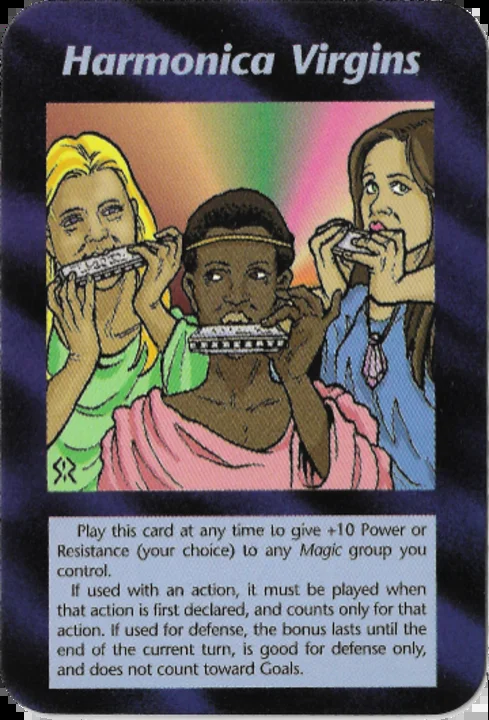 Harmonica Virgins
SR
Play this card at any time to give +10 Power or
Resistance (your choice) to any Magic group you
control.
If used with an action, it must be played when
that action is first declared, and counts only for that
action. If used for defense, the bonus lasts until the
end of the current turn, is good for defense only,
and does not count toward Goals.